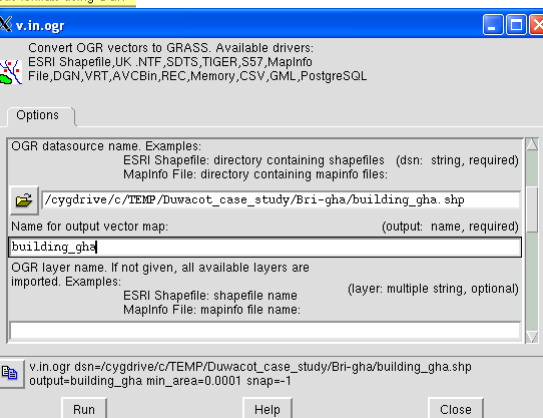 v.in.ogr
Convert OGR vectors to GRASS. Available drivers:
ESRI Shapefile,UK .NTF,SDTS,TIGER,S57,MapInfo
File,DGN,VRT,AVCBin,REC,Memory,CSV,GML,PostgreSQL
Options
OGR datasource name. Examples:
ESRI Shapefile: directory containing shapefiles (dsn: string, required)
MapInfo File: directory containing mapinfo files:
/cygdrive/c/TEMP/Duwacot_case_study/Bri-gha/building_gha.shp
Name for output vector map: (output: name, required)
building_gha
OGR layer name. If not given, all available layers are
imported. Examples:
ESRI Shapefile: shapefile name (layer: multiple string, optional)
MapInfo File: mapinfo file name:
v.in.ogr dsn=/cygdrive/c/TEMP/Duwacot_case_study/Bri-gha/building_gha.shp
output=building_gha min_area=0.0001 snap=-1
Run Help Close